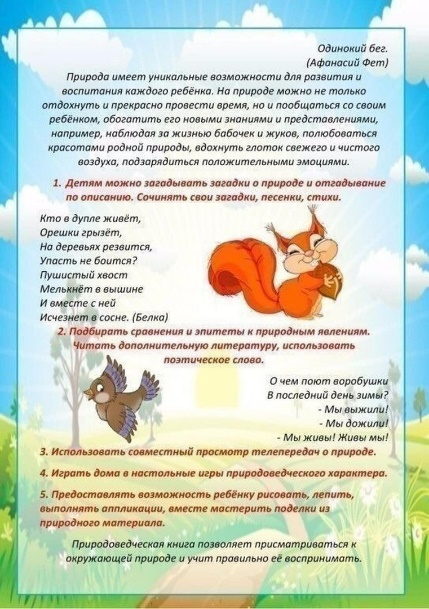 Одинокий бег.
(Афанасий Фет)
Природа имеет уникальные возможности для развития и
воспитания каждого ребёнка. На природе можно не только
отдохнуть и прекрасно провести время, но и пообщаться со своим
ребёнком, обогатить его новыми знаниями и представлениями,
например, наблюдая за жизнью бабочек и жуков, полюбоваться
красотами родной природы, вдохнуть глоток свежего и чистого
воздуха, подзарядиться положительными эмоциями.
1. Детям можно загадывать загадки о природе и отгадывание
по описанию. Сочинять свои загадки, песенки, стихи.
Кто в дупле живёт,
Орешки грызёт,
На деревьях резвится,
Упасть не боится?
Пушистый хвост
Мелькнёт в вышине
И вместе с ней
Исчезнет в сосне. (Белка)
2. Подбирать сравнения и эпитеты к природным явлениям.
Читать дополнительную литературу, использовать
поэтическое слово.
О чем поют воробушки
В последний день зимы?
- Мы выжили!
- Мы дожили!
- Мы живы! Живы мы!
3. Использовать совместный просмотр телепередач о природе.
4. Играть дома в настольные игры природоведческого характера.
5. Предоставлять возможность ребёнку рисовать, лепить,
выполнять аппликации, вместе мастерить поделки из
природного материала.
Природоведческая книга позволяет присматриваться к
окружающей природе и учит правильно её воспринимать.